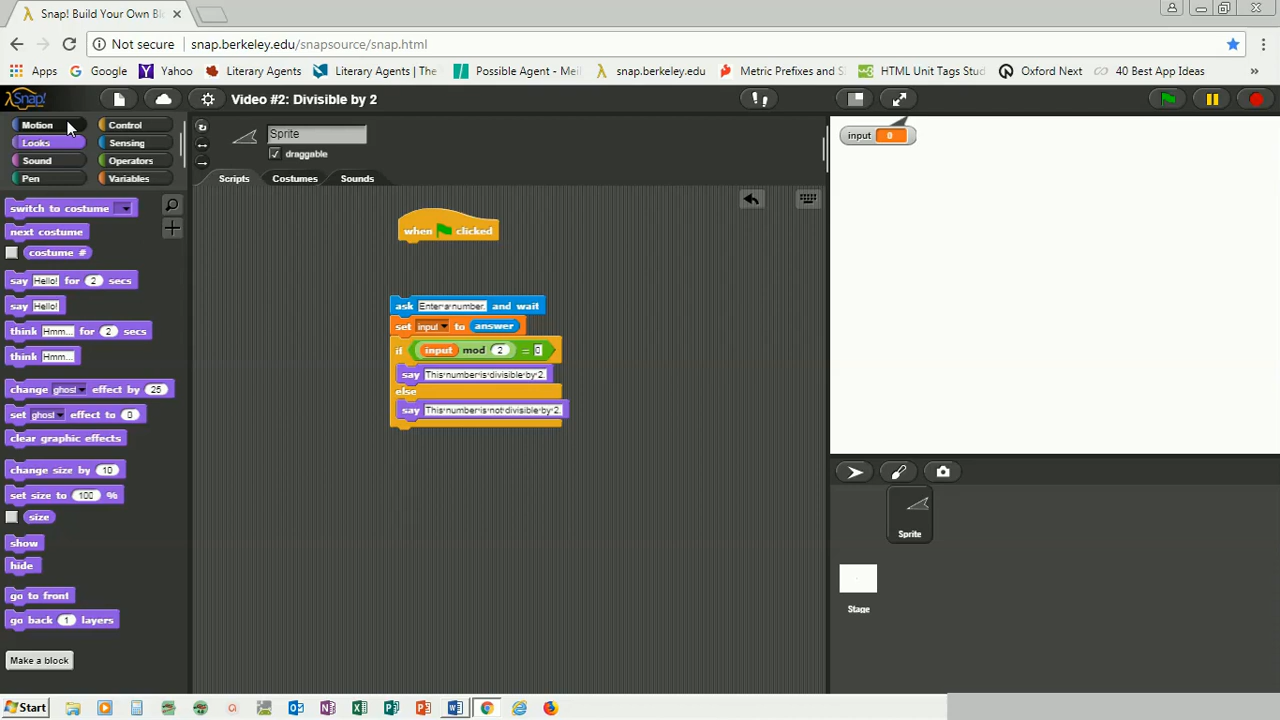 Snap! Build Your Own Bl
Not secure snap.berkeley.edu/snapsource/snap.html
Apps Google Yahoo Literary Agents Literary Agents | The Possible Agent - Mei snap.berkeley.edu Metric Prefixes and S HTML Unit Tags Stud Oxford Next 40 Best App Ideas »
Snap! Video #2: Divisible by 2
Motion Control
Looks Sensing
Sound Operators
Pen Variables
Sprite
draggable
Scripts Costumes Sounds
switch to costume
next costume
costume #
say Hello! for 2 secs
say Hello!
think Hmm... for 2 secs
think Hmm...
change ghost effect by 25
set ghost effect to 0
clear graphic effects
change size by 10
set size to 100 %
size
show
hide
go to front
go back 1 layers
Make a block
when clicked
ask Enter a number. and wait
set input to answer
if input mod 2 = 0
say This number is divisible by 2.
else
say This number is not divisible by 2.
input 0
Sprite
Stage
Start